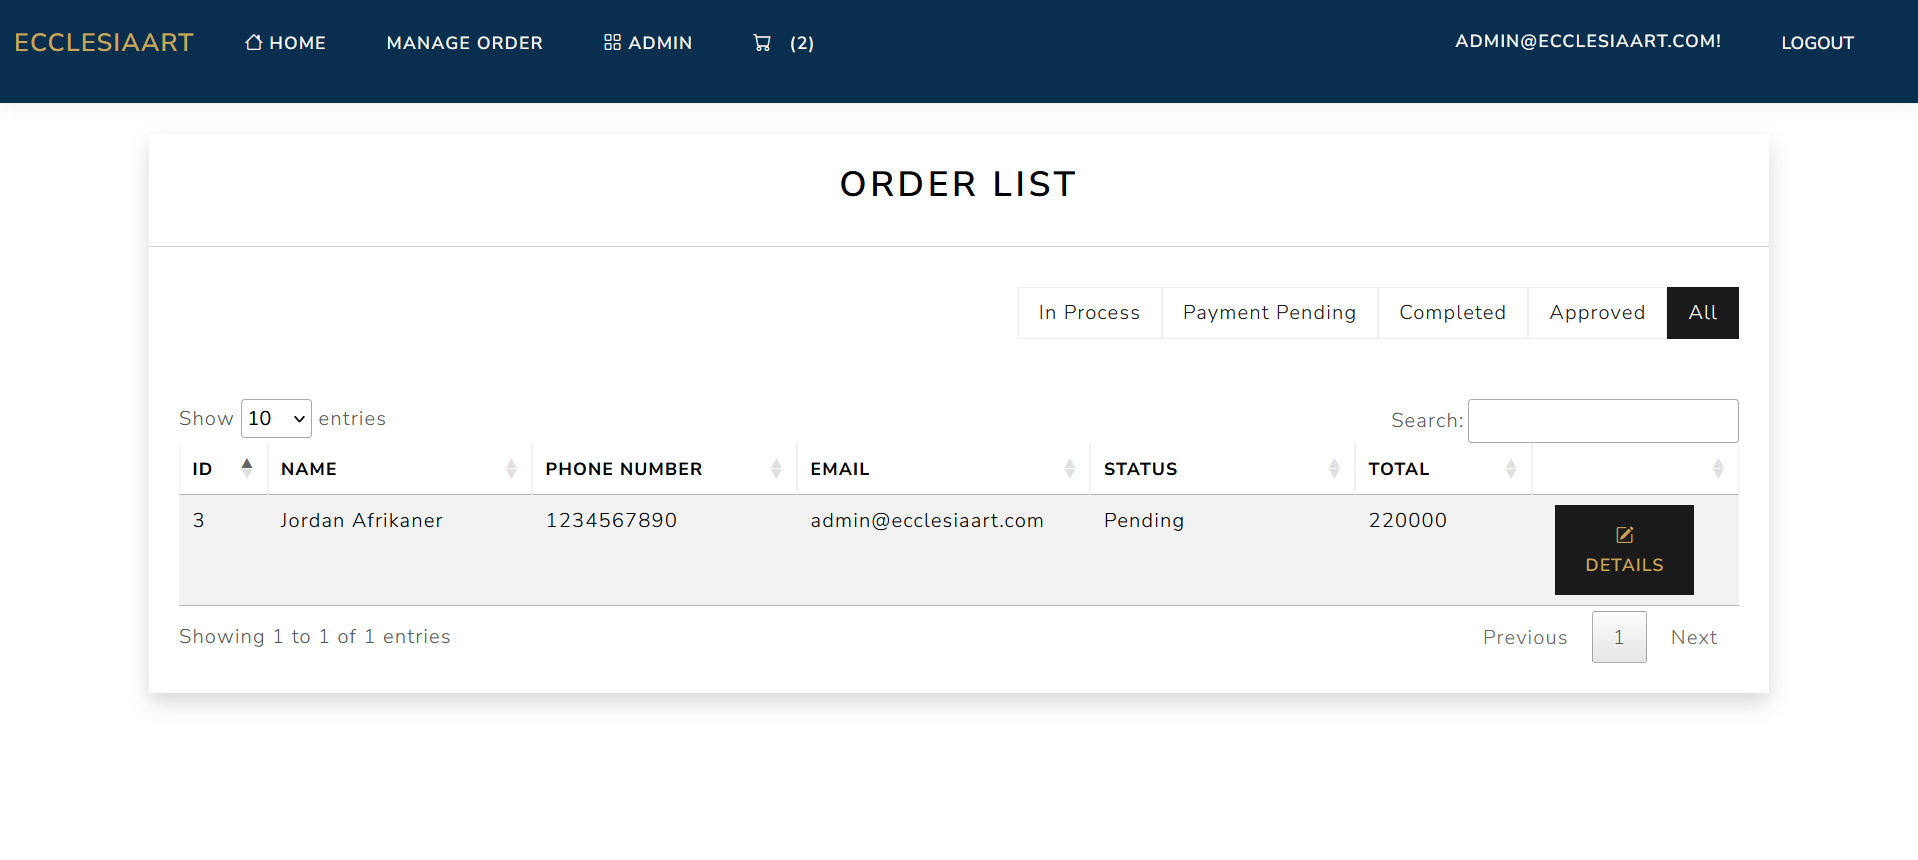 ECCLESIAART HOME MANAGE ORDER ADMIN (2) ADMIN@ECCLESIAART.COM! LOGOUT
ORDER LIST
In Process Payment Pending Completed Approved All
Show 10 entries Search:
ID NAME PHONE NUMBER EMAIL STATUS TOTAL
3 Jordan Afrikaner 1234567890 admin@ecclesiaart.com Pending 220000
DETAILS
Showing 1 to 1 of 1 entries Previous 1 Next